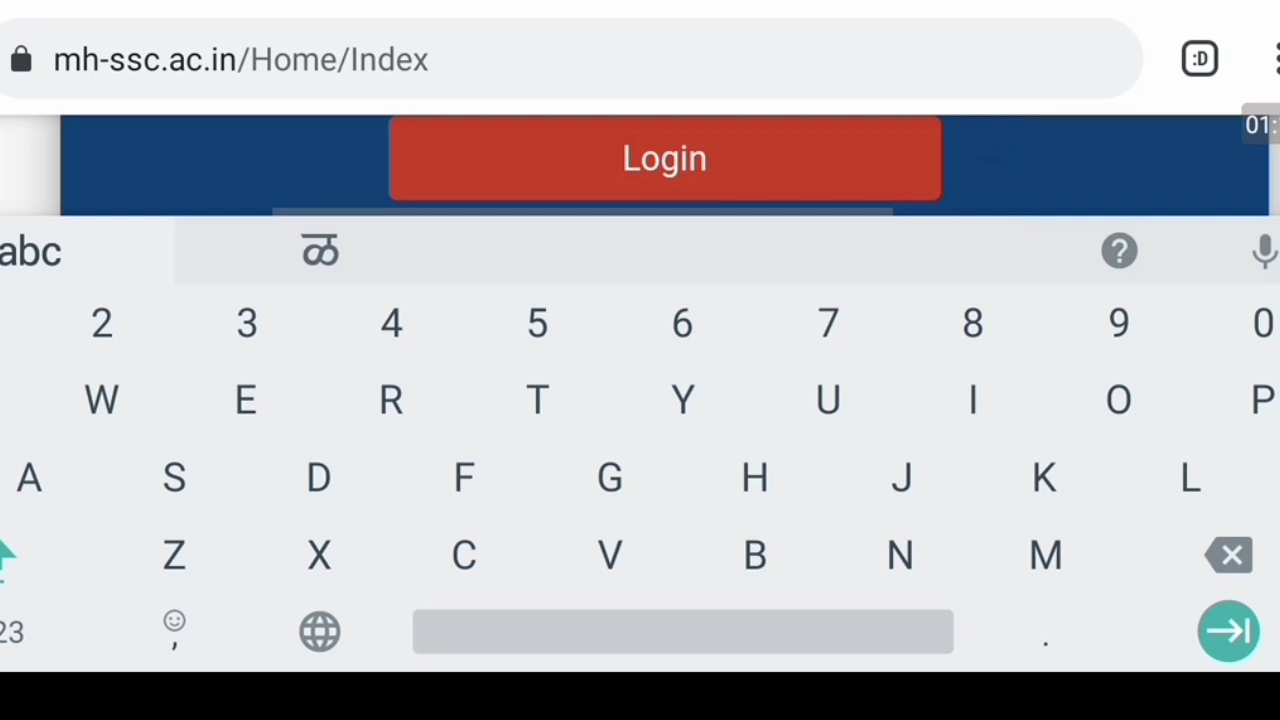 mh-ssc.ac.in/Home/Index
:D
01:
Login
abc
?
2 3 4 5 6 7 8 9 0
W E R T Y U I O P
A S D F G H J K L
Z X C V B N M
23 , .